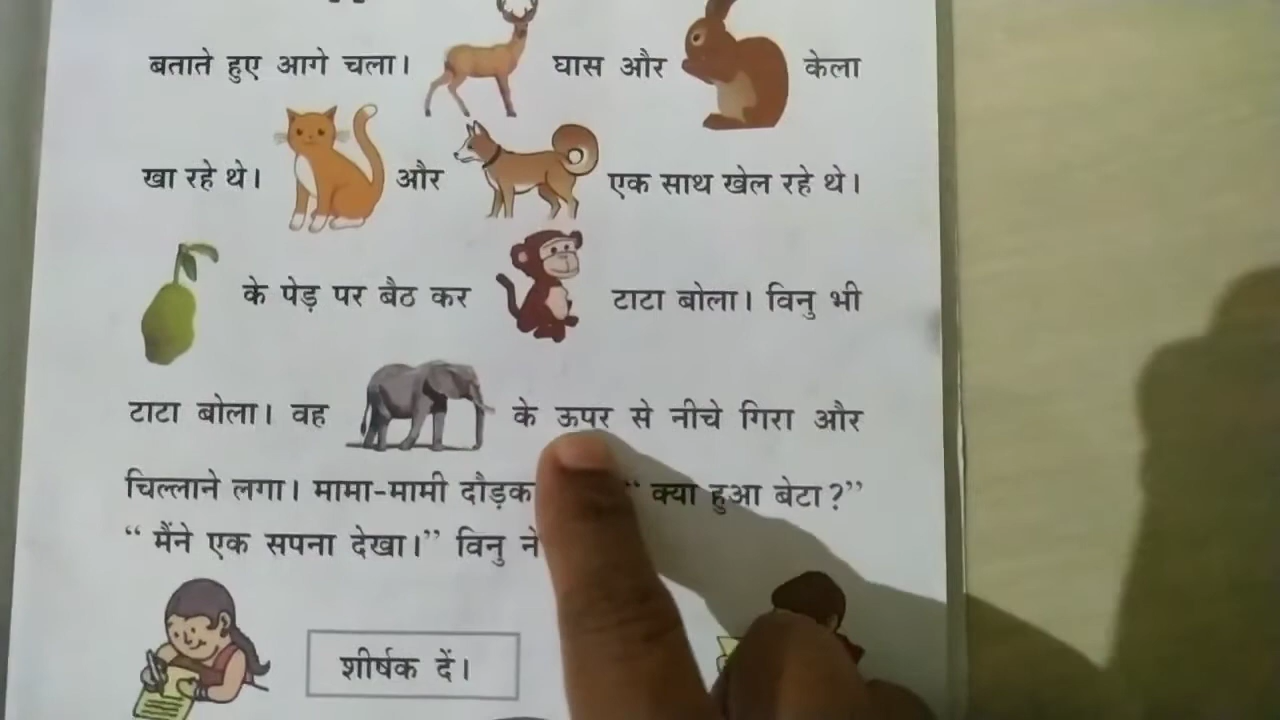 बताते हुए आगे चला। घास और केला
खा रहे थे। और एक साथ खेल रहे थे।
के पेड़ पर बैठ कर टाटा बोला। विनु भी
टाटा बोला। वह के ऊपर से नीचे गिरा और
चिल्लाने लगा। मामा-मामी “ क्या हुआ बेटा ?”
“ मैंने एक सपना देखा।” विनु ने
शीर्षक दें।